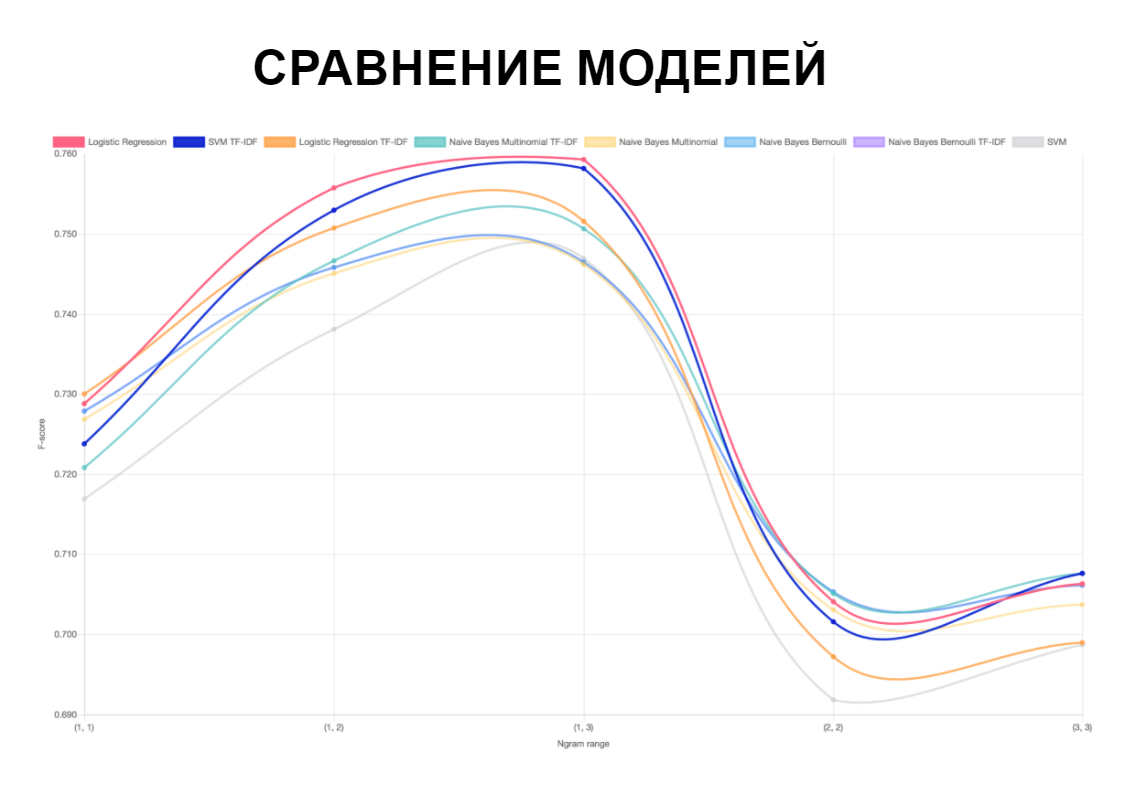 СРАВНЕНИЕ МОДЕЛЕЙ
Logistic Regression SVM TF-IDF Logistic Regression TF-IDF Naive Bayes Multinomial TF-IDF Naive Bayes Multinomial Naive Bayes Bernoulli Naive Bayes Bernoulli TF-IDF SVM
0.760
0.750
0.740
0.730
F-score
0.720
0.710
0.700
0.690
(1, 1) (1, 2) (1, 3) (2, 2) (3, 3)
Ngram range